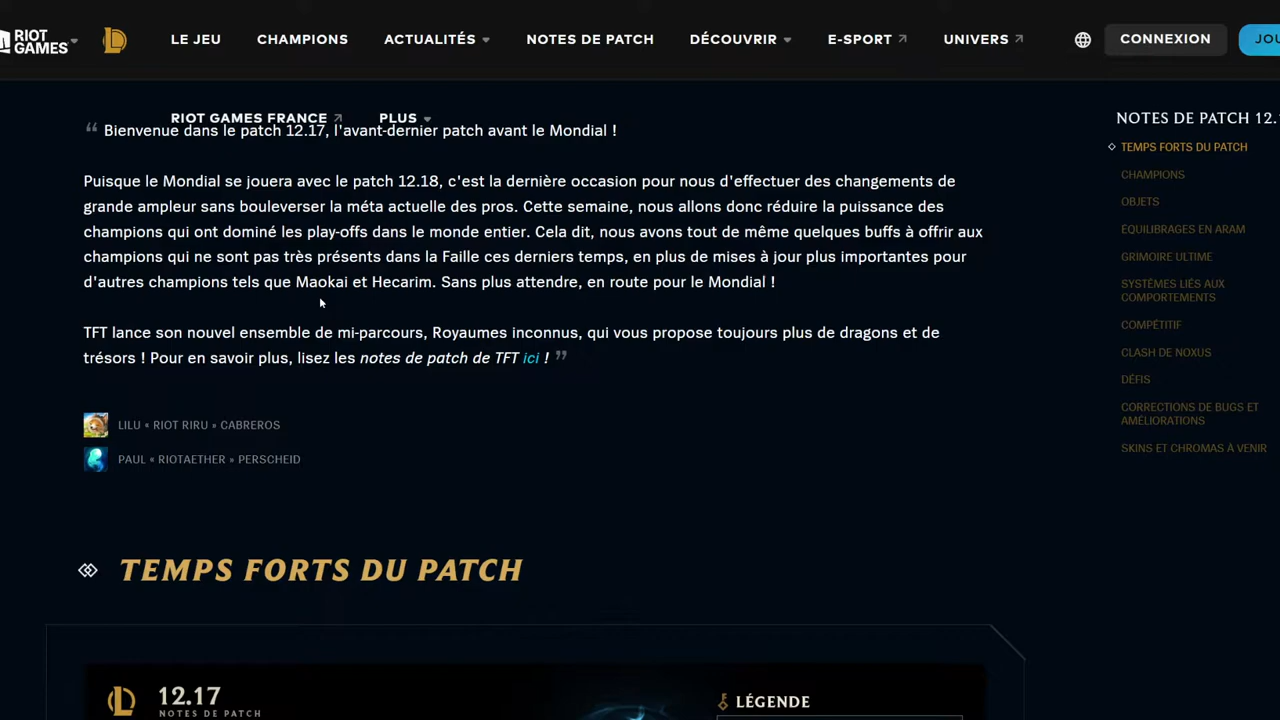 RIOT GAMES
LE JEU
CHAMPIONS
ACTUALITÉS
NOTES DE PATCH
DÉCOUVRIR
E-SPORT
UNIVERS
CONNEXION
JOU
RIOT GAMES FRANCE
PLUS
“ Bienvenue dans le patch 12.17, l'avant-dernier patch avant le Mondial !
Puisque le Mondial se jouera avec le patch 12.18, c'est la dernière occasion pour nous d'effectuer des changements de
grande ampleur sans bouleverser la méta actuelle des pros. Cette semaine, nous allons donc réduire la puissance des
champions qui ont dominé les play-offs dans le monde entier. Cela dit, nous avons tout de même quelques buffs à offrir aux
champions qui ne sont pas très présents dans la Faille ces derniers temps, en plus de mises à jour plus importantes pour
d'autres champions tels que Maokai et Hecarim. Sans plus attendre, en route pour le Mondial !
TFT lance son nouvel ensemble de mi-parcours, Royaumes inconnus, qui vous propose toujours plus de dragons et de
trésors ! Pour en savoir plus, lisez les notes de patch de TFT ici ! ”
LILU « RIOT RIRU » CABREROS
PAUL « RIOTAETHER » PERSCHEID
TEMPS FORTS DU PATCH
12.17
NOTES DE PATCH
LÉGENDE
NOTES DE PATCH 12.1
TEMPS FORTS DU PATCH
CHAMPIONS
OBJETS
EQUILIBRAGES EN ARAM
GRIMOIRE ULTIME
SYSTÈMES LIÉS AUX
COMPORTEMENTS
COMPÉTITIF
CLASH DE NOXUS
DÉFIS
CORRECTIONS DE BUGS ET
AMÉLIORATIONS
SKINS ET CHROMAS À VENIR